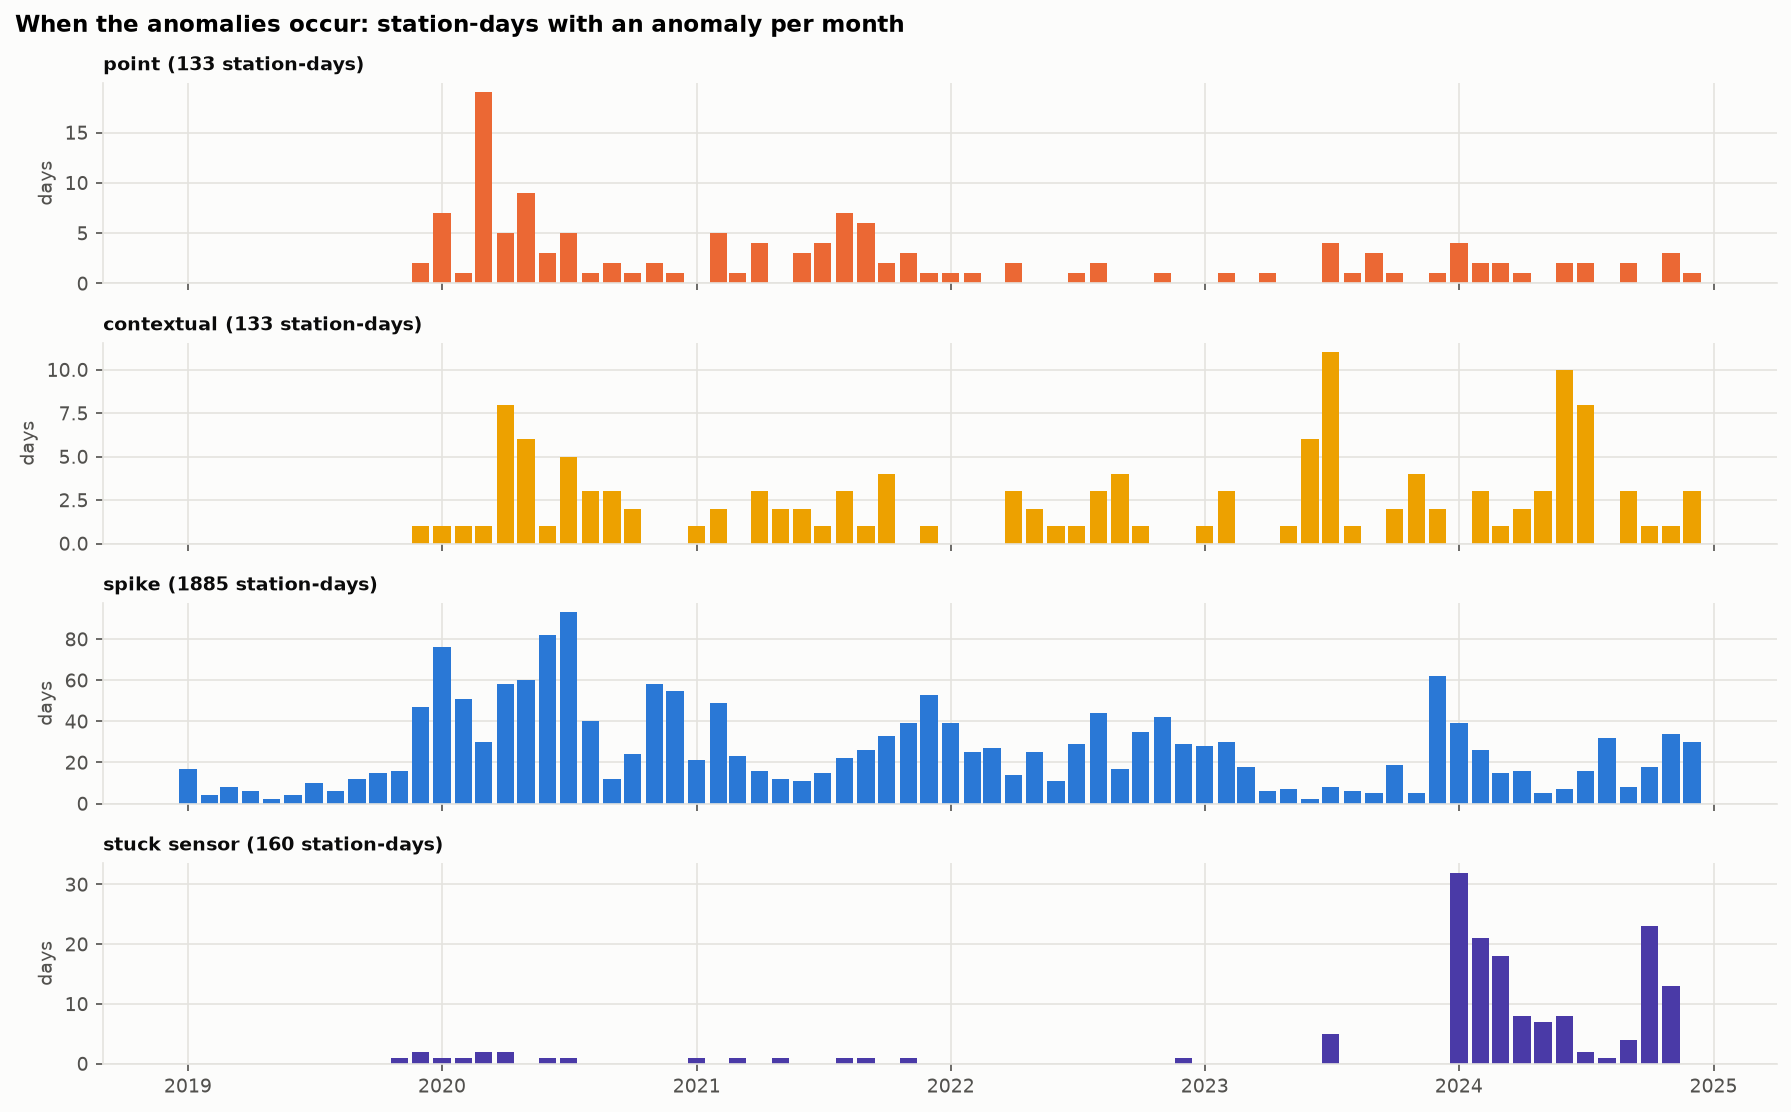 When the anomalies occur: station-days with an anomaly per month
point (133 station-days)
days
15
10
5
0
contextual (133 station-days)
days
10.0
7.5
5.0
2.5
0.0
spike (1885 station-days)
days
80
60
40
20
0
stuck sensor (160 station-days)
days
30
20
10
0
2019 2020 2021 2022 2023 2024 2025